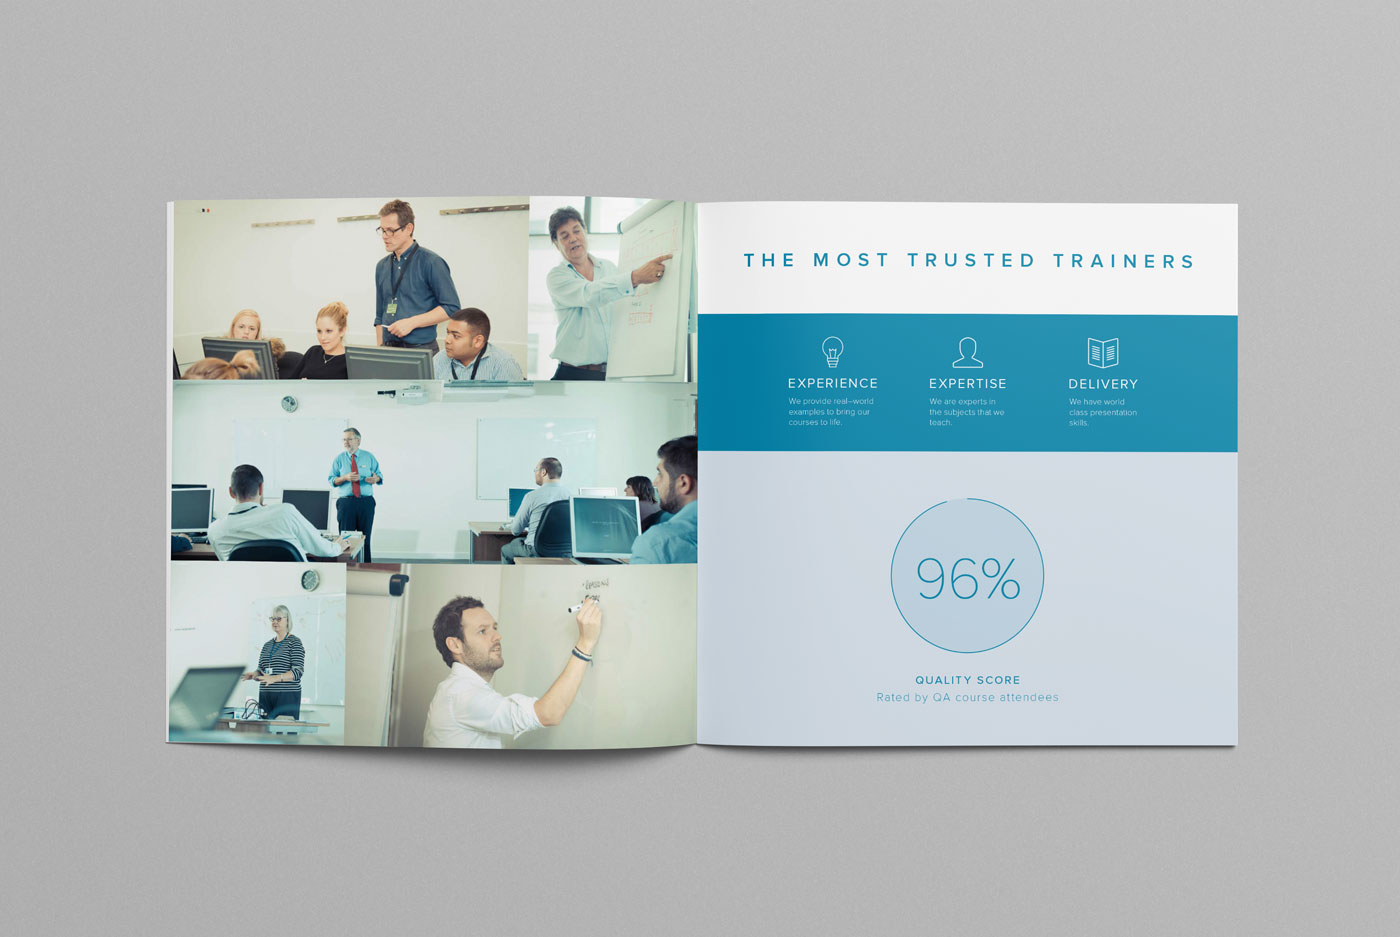 THE MOST TRUSTED TRAINERS
EXPERIENCE
We provide real–world
examples to bring our
courses to life.
EXPERTISE
We are experts in
the subjects that we
teach.
DELIVERY
We have world
class presentation
skills.
96%
QUALITY SCORE
Rated by QA course attendees